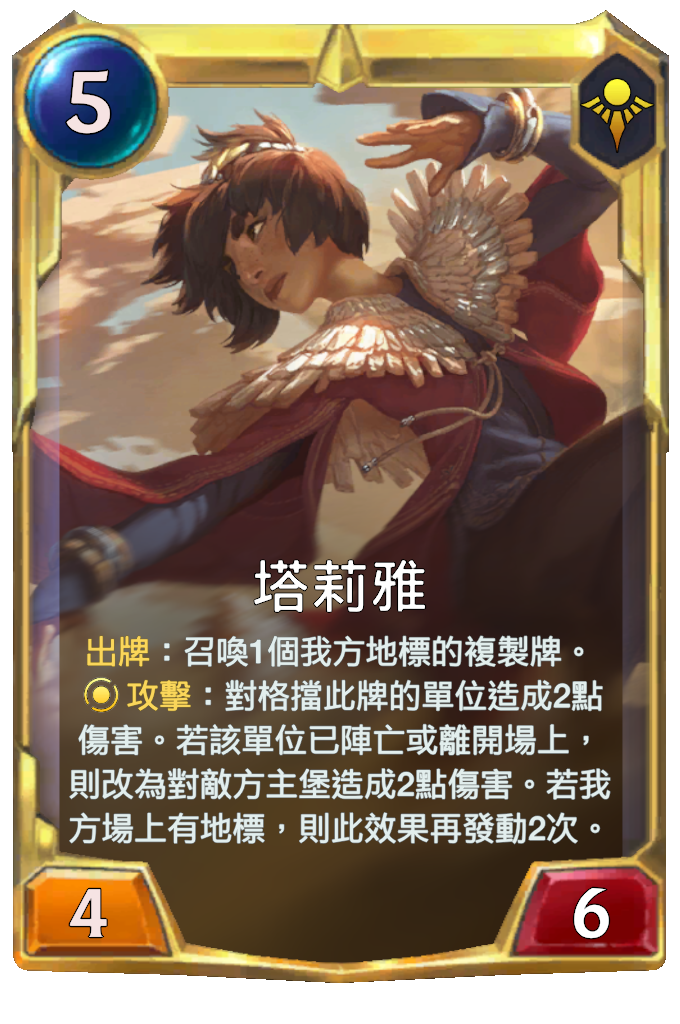 5
塔莉雅
出牌：召喚1個我方地標的複製牌。
攻擊：對格擋此牌的單位造成2點
傷害。若該單位已陣亡或離開場上，
則改為對敵方主堡造成2點傷害。若我
方場上有地標，則此效果再發動2次。
4
6